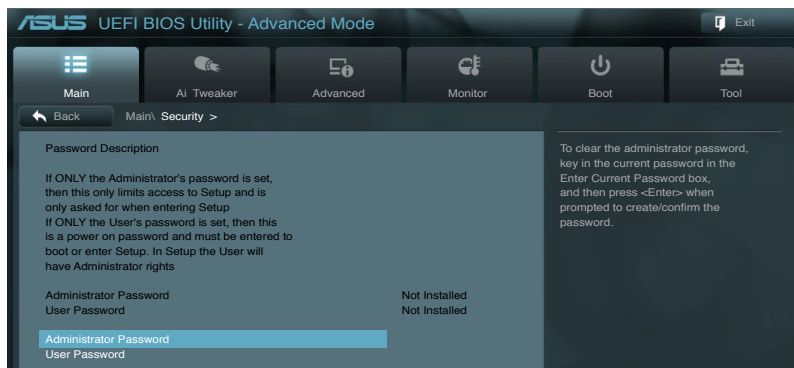 ASUS UEFI BIOS Utility - Advanced Mode
Exit
Main
Ai Tweaker
Advanced
Monitor
Boot
Tool
Back
Main\ Security >
Password Description
If ONLY the Administrator's password is set,
then this only limits access to Setup and is
only asked for when entering Setup
If ONLY the User's password is set, then this
is a power on password and must be entered to
boot or enter Setup. In Setup the User will
have Administrator rights
Administrator Password Not Installed
User Password Not Installed
Administrator Password
User Password
To clear the administrator password,
key in the current password in the
Enter Current Password box,
and then press <Enter> when
prompted to create/confirm the
password.